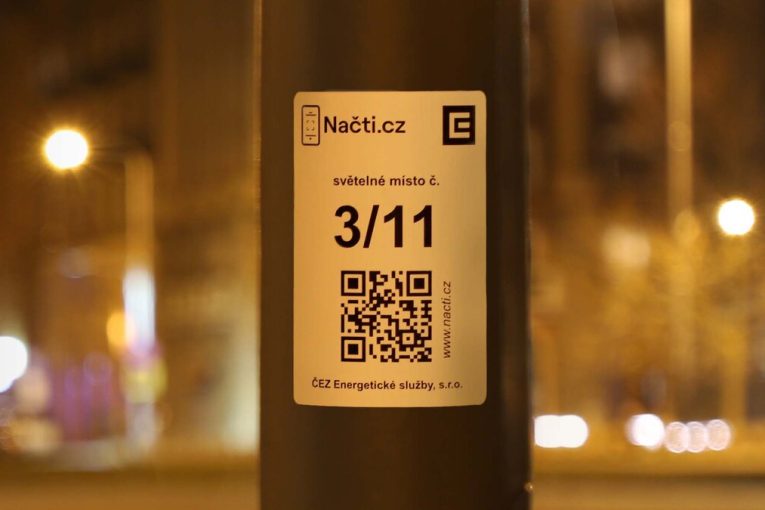 Načti.cz
světelné místo č.
3/11
www.nacti.cz
ČEZ Energetické služby, s.r.o.